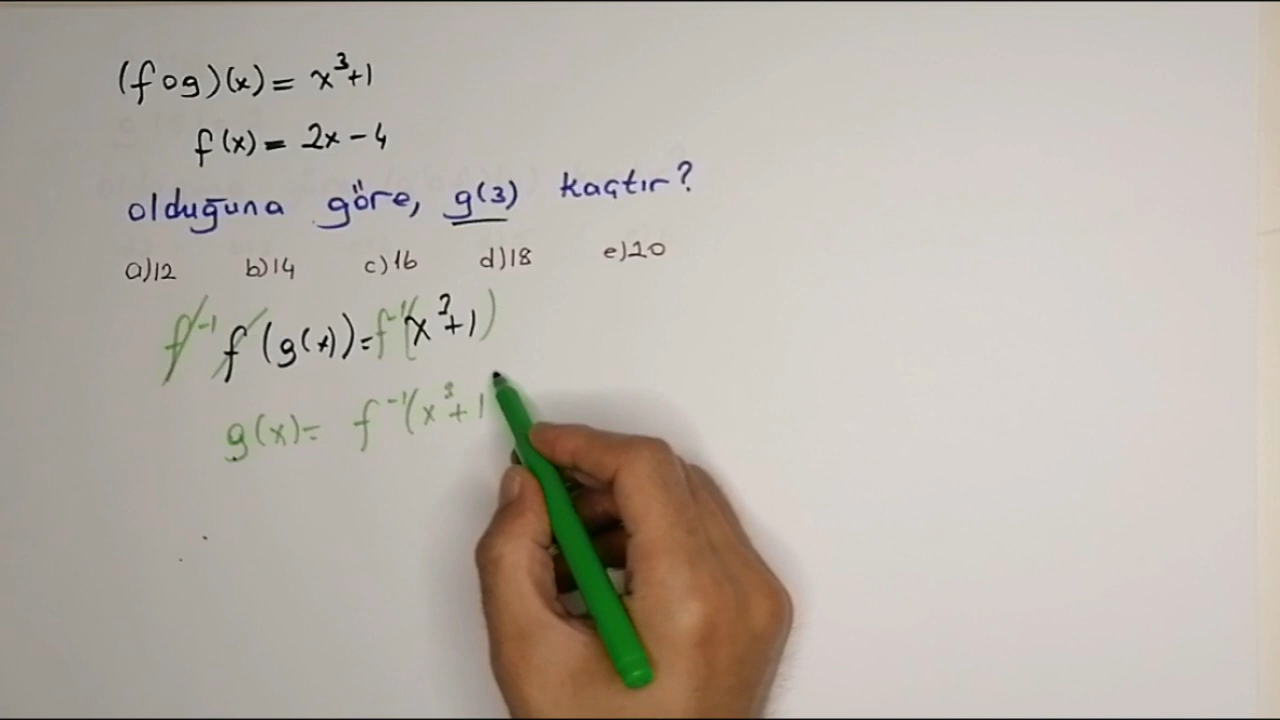 (fog)(x) = x³+1
f(x) = 2x - 4
olduğuna göre, g(3) kaçtır?
a)12 b)14 c)16 d)18 e)20
f⁻¹ f(g(x)) = f⁻¹(x³+1)
g(x) = f⁻¹(x³+1